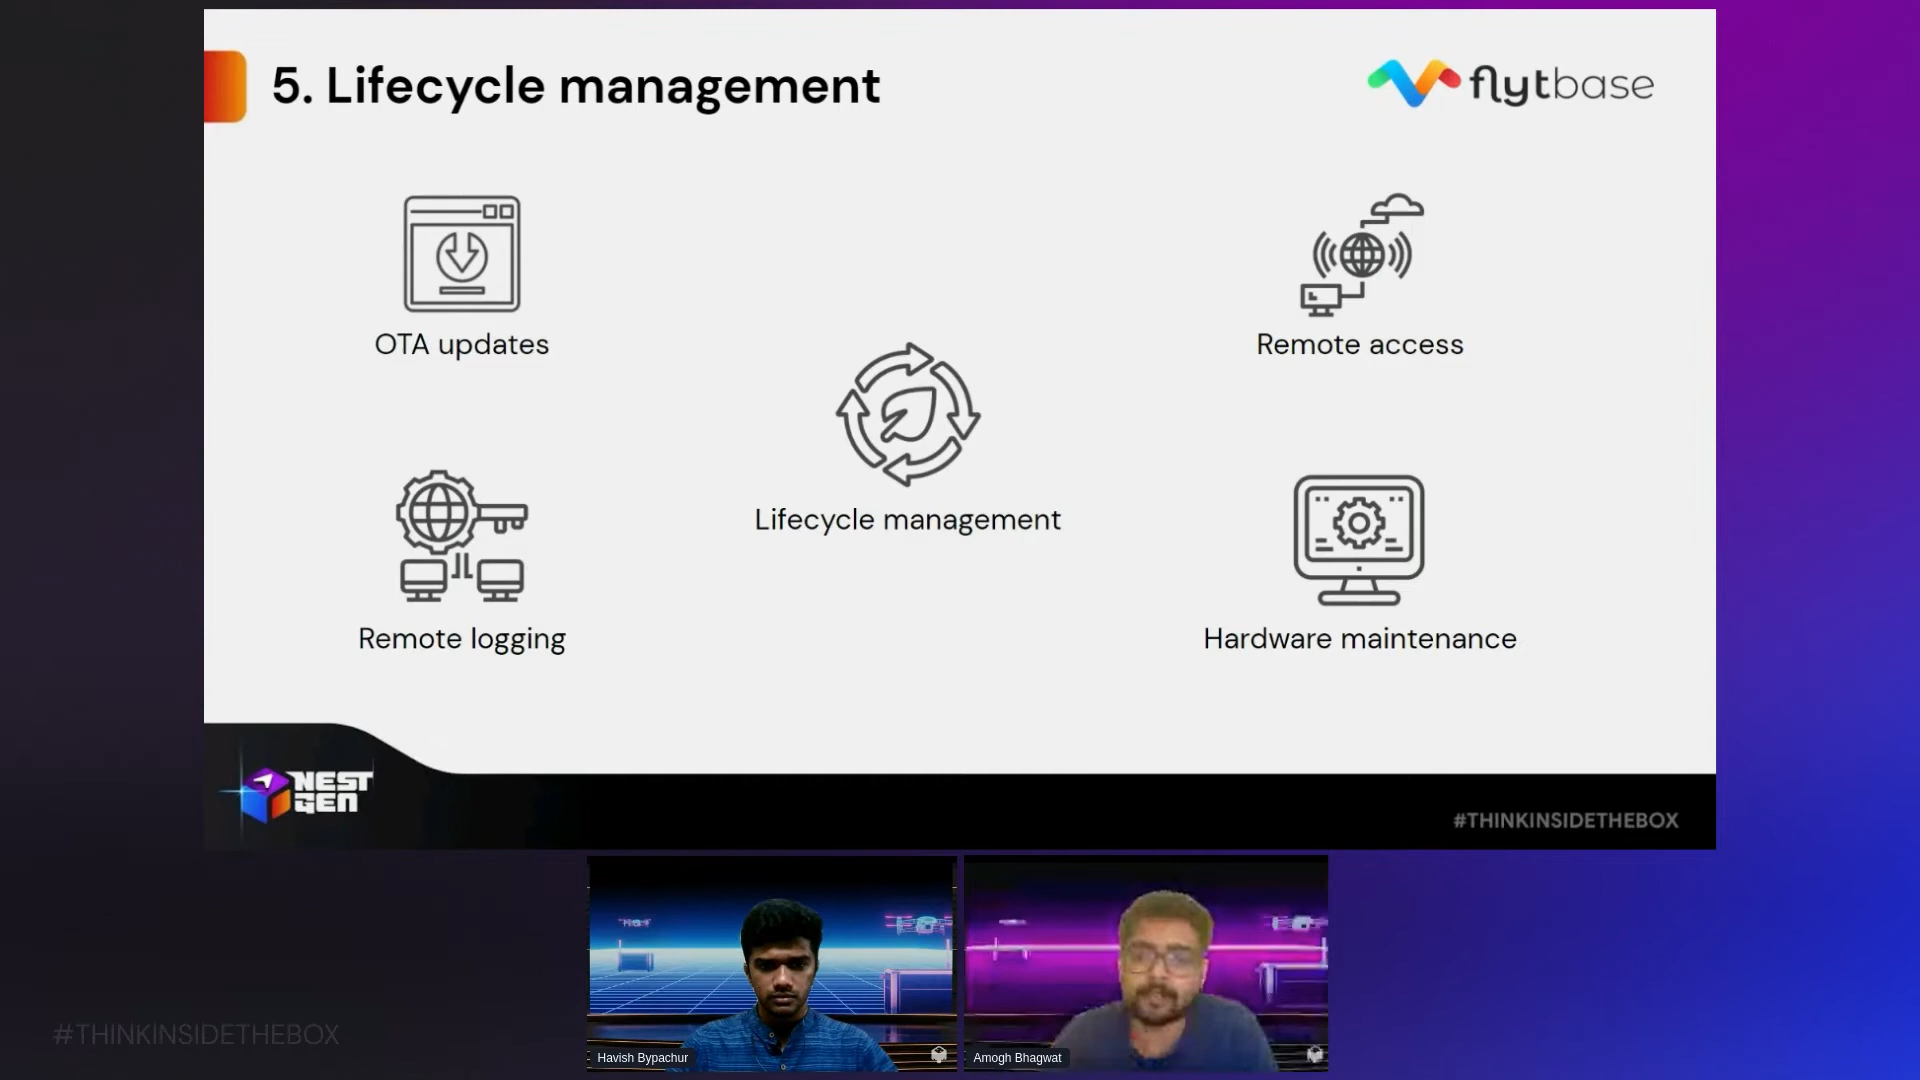 5. Lifecycle management
flytbase
OTA updates
Remote access
Lifecycle management
Remote logging
Hardware maintenance
NEST
GEN
#THINKINSIDETHEBOX
Havish Bypachur
Amogh Bhagwat
#THINKINSIDETHEBOX